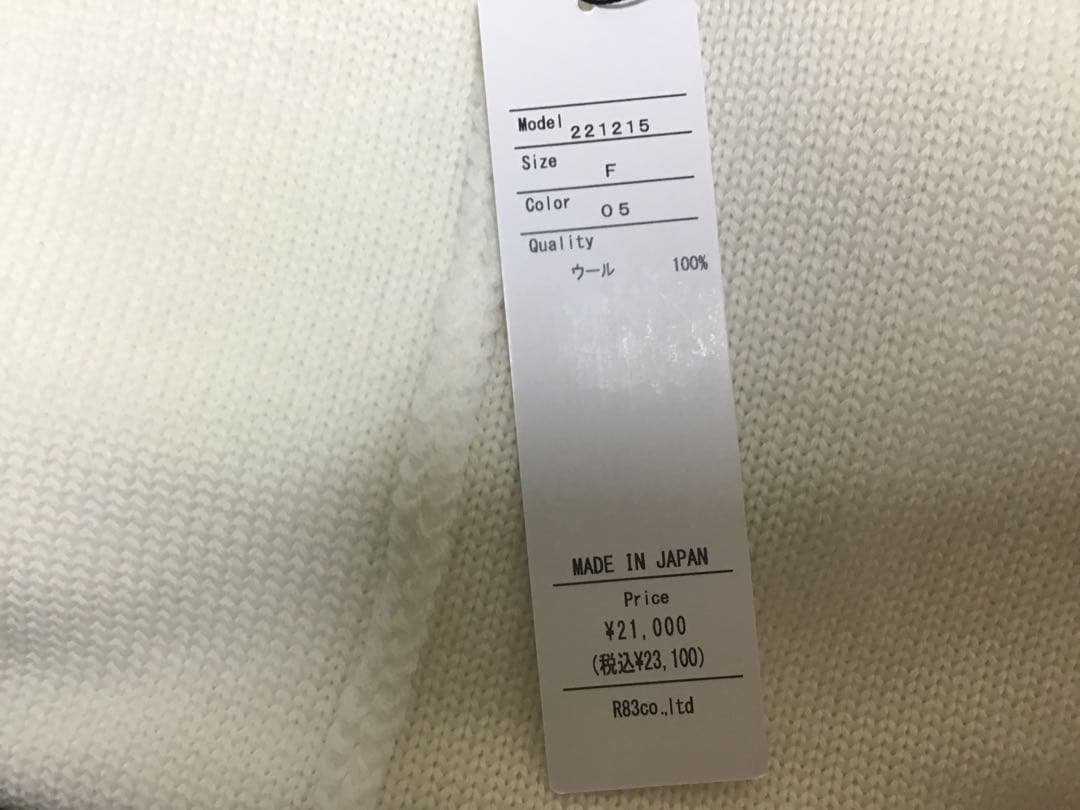 Model 221215
Size F
Color 05
Quality
ウール 100%
MADE IN JAPAN
Price
¥21,000
(税込¥23,100)
R83co.,ltd